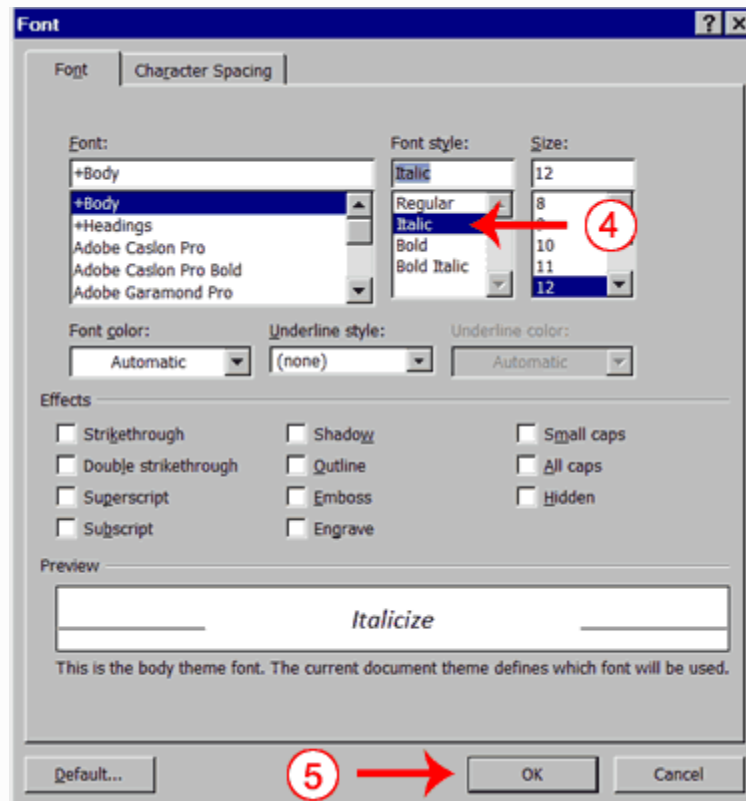 Font
Font Character Spacing
Font: Font style: Size:
+Body Italic 12
+Body Regular 8
+Headings Italic 4
Adobe Caslon Pro Bold 10
Adobe Caslon Pro Bold Bold Italic 11
Adobe Garamond Pro 12
Font color: Underline style: Underline color:
Automatic (none) Automatic
Effects
Strikethrough Shadow Small caps
Double strikethrough Outline All caps
Superscript Emboss Hidden
Subscript Engrave
Preview
Italicize
This is the body theme font. The current document theme defines which font will be used.
Default... 5 OK Cancel